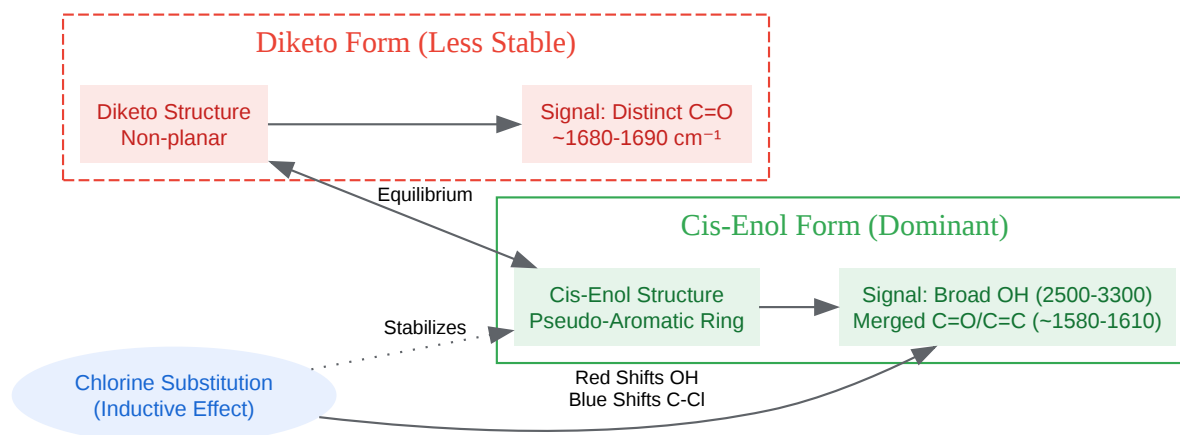 Diketo Form (Less Stable)
Diketo Structure
Non-planar
Signal: Distinct C=O
~1680-1690 cm⁻¹
Equilibrium
Cis-Enol Form (Dominant)
Cis-Enol Structure
Pseudo-Aromatic Ring
Signal: Broad OH (2500-3300)
Merged C=O/C=C (~1580-1610)
Stabilizes
Chlorine Substitution
(Inductive Effect)
Red Shifts OH
Blue Shifts C-Cl